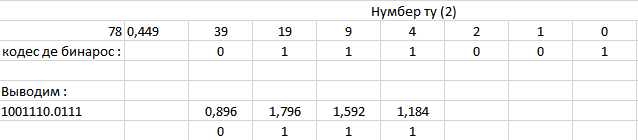 Нумбер ту (2)
78 0,449 39 19 9 4 2 1 0
кодес де бинарос : 0 1 1 1 0 0 1
Выводим :
1001110.0111 0,896 1,796 1,592 1,184
0 1 1 1